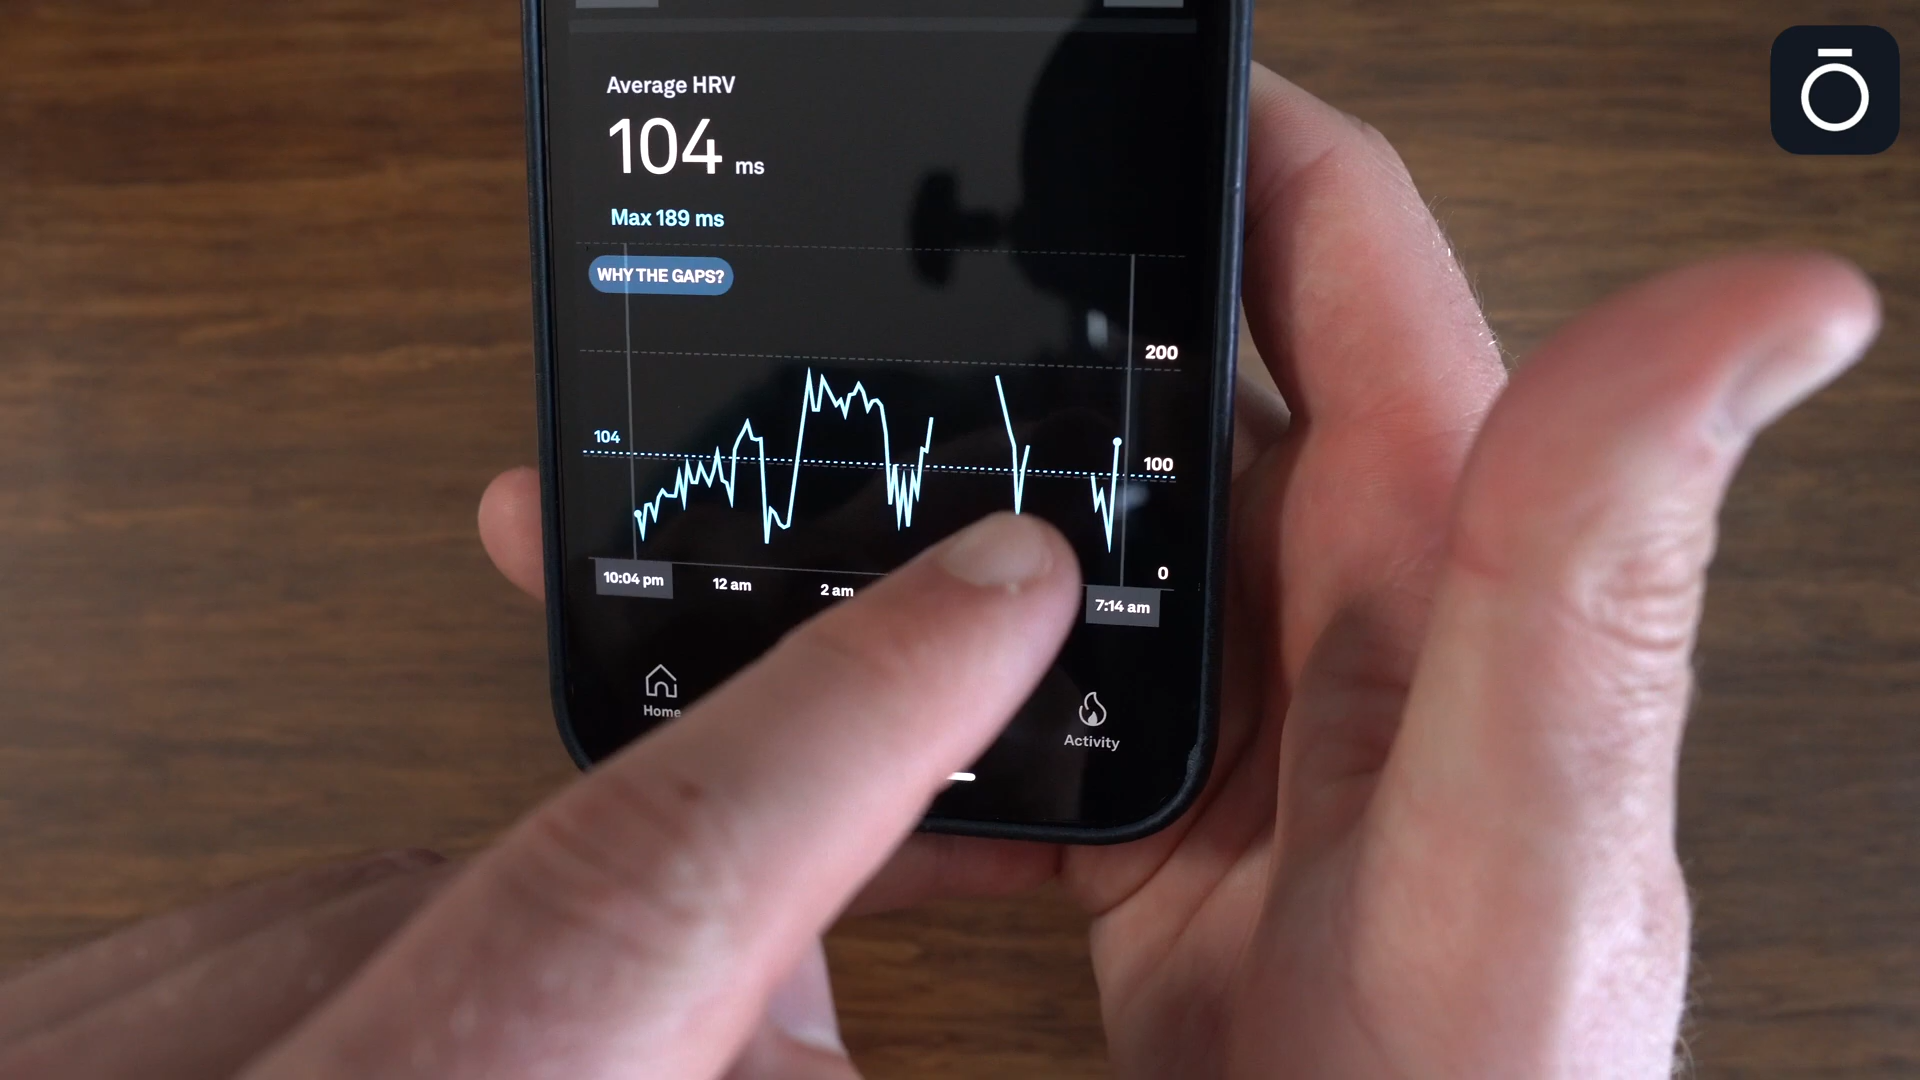 Average HRV
104 ms
Max 189 ms
WHY THE GAPS?
200
104
100
0
10:04 pm 12 am 2 am 7:14 am
Home
Activity